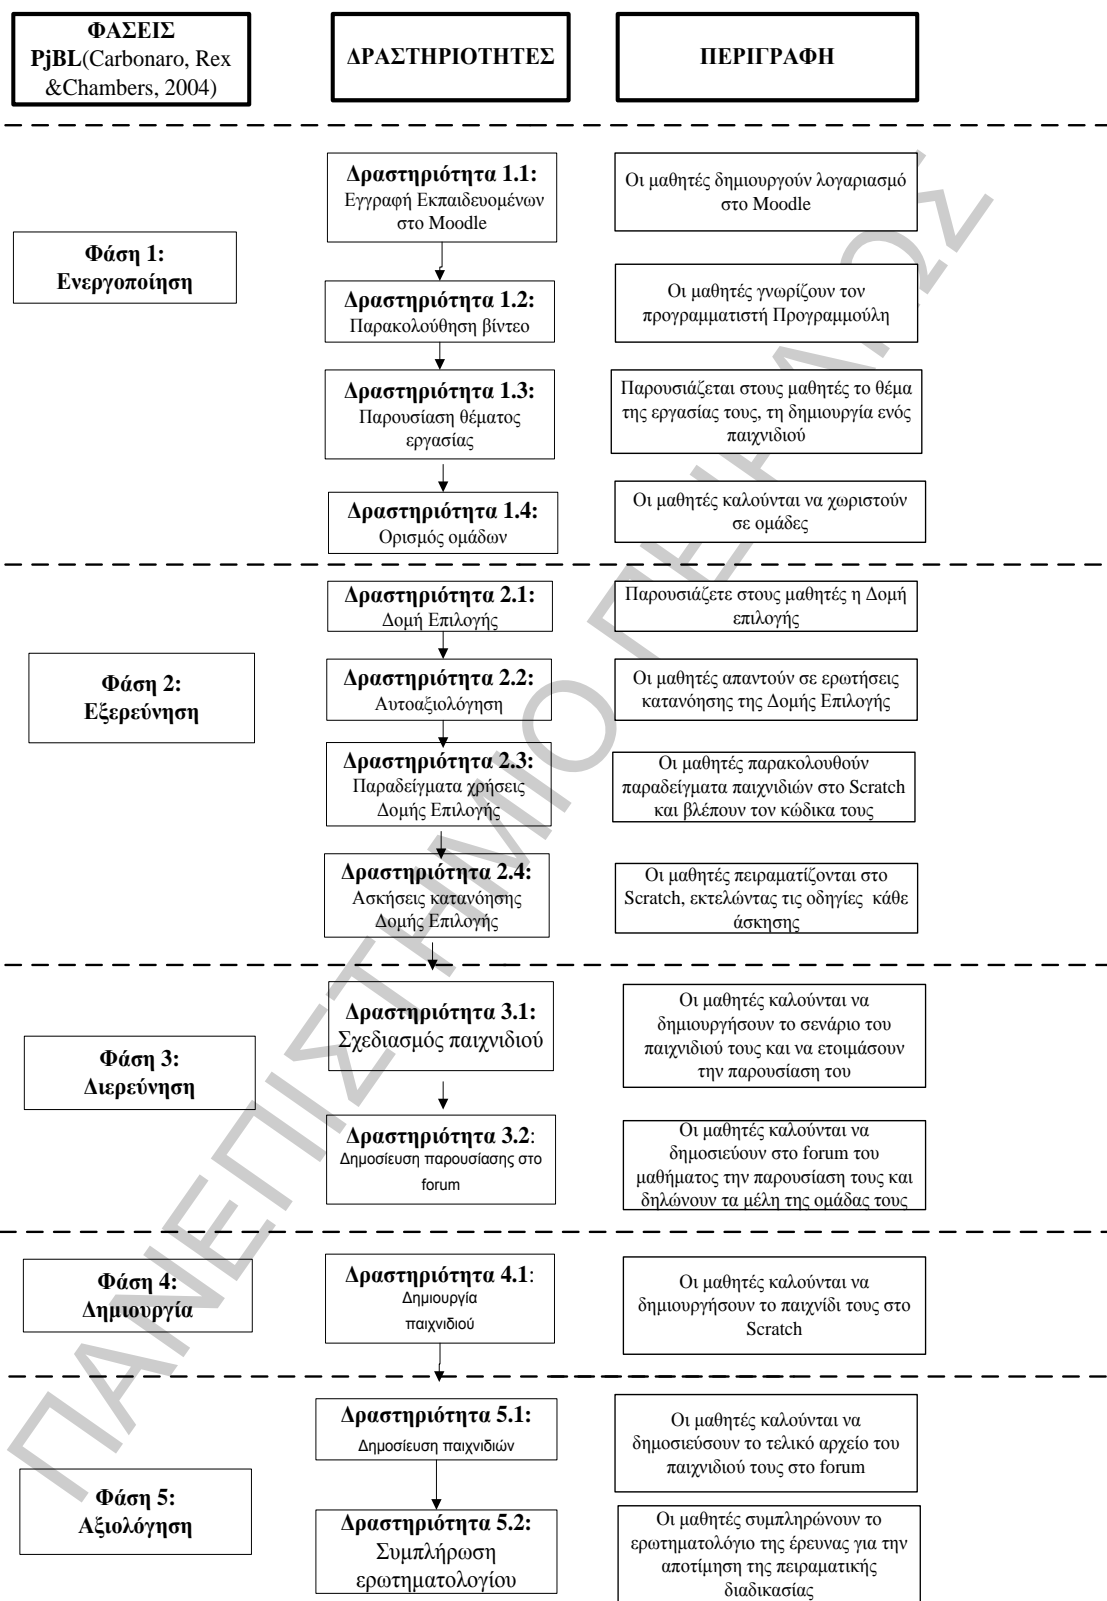 ΦΑΣΕΙΣ
PjBL(Carbonaro, Rex
&Chambers, 2004)
ΔΡΑΣΤΗΡΙΟΤΗΤΕΣ
ΠΕΡΙΓΡΑΦΗ
Φάση 1:
Ενεργοποίηση
Δραστηριότητα 1.1:
Εγγραφή Εκπαιδευομένων
στο Moodle
Οι μαθητές δημιουργούν λογαριασμό
στο Moodle
Δραστηριότητα 1.2:
Παρακολούθηση βίντεο
Οι μαθητές γνωρίζουν τον
προγραμματιστή Προγραμμούλη
Δραστηριότητα 1.3:
Παρουσίαση θέματος
εργασίας
Παρουσιάζεται στους μαθητές το θέμα
της εργασίας τους, τη δημιουργία ενός
παιχνιδιού
Δραστηριότητα 1.4:
Ορισμός ομάδων
Οι μαθητές καλούνται να χωριστούν
σε ομάδες
Φάση 2:
Εξερεύνηση
Δραστηριότητα 2.1:
Δομή Επιλογής
Παρουσιάζετε στους μαθητές η Δομή
επιλογής
Δραστηριότητα 2.2:
Αυτοαξιολόγηση
Οι μαθητές απαντούν σε ερωτήσεις
κατανόησης της Δομής Επιλογής
Δραστηριότητα 2.3:
Παραδείγματα χρήσεις
Δομής Επιλογής
Οι μαθητές παρακολουθούν
παραδείγματα παιχνιδιών στο Scratch
και βλέπουν τον κώδικα τους
Δραστηριότητα 2.4:
Ασκήσεις κατανόησης
Δομής Επιλογής
Οι μαθητές πειραματίζονται στο
Scratch, εκτελώντας τις οδηγίες κάθε
άσκησης
Φάση 3:
Διερεύνηση
Δραστηριότητα 3.1:
Σχεδιασμός παιχνιδιού
Οι μαθητές καλούνται να
δημιουργήσουν το σενάριο του
παιχνιδιού τους και να ετοιμάσουν
την παρουσίαση του
Δραστηριότητα 3.2:
Δημοσίευση παρουσίασης στο
forum
Οι μαθητές καλούνται να
δημοσιεύουν στο forum του
μαθήματος την παρουσίαση τους και
δηλώνουν τα μέλη της ομάδας τους
Φάση 4:
Δημιουργία
Δραστηριότητα 4.1:
Δημιουργία
παιχνιδιού
Οι μαθητές καλούνται να
δημιουργήσουν το παιχνίδι τους στο
Scratch
Φάση 5:
Αξιολόγηση
Δραστηριότητα 5.1:
Δημοσίευση παιχνιδιών
Οι μαθητές καλούνται να
δημοσιεύσουν το τελικό αρχείο του
παιχνιδιού τους στο forum
Δραστηριότητα 5.2:
Συμπλήρωση
ερωτηματολογίου
Οι μαθητές συμπληρώνουν το
ερωτηματολόγιο της έρευνας για την
αποτίμηση της πειραματικής
διαδικασίας
ΠΑΝΕΠΙΣΤΗΜΙΟ ΠΕΙΡΑΙΩΣ